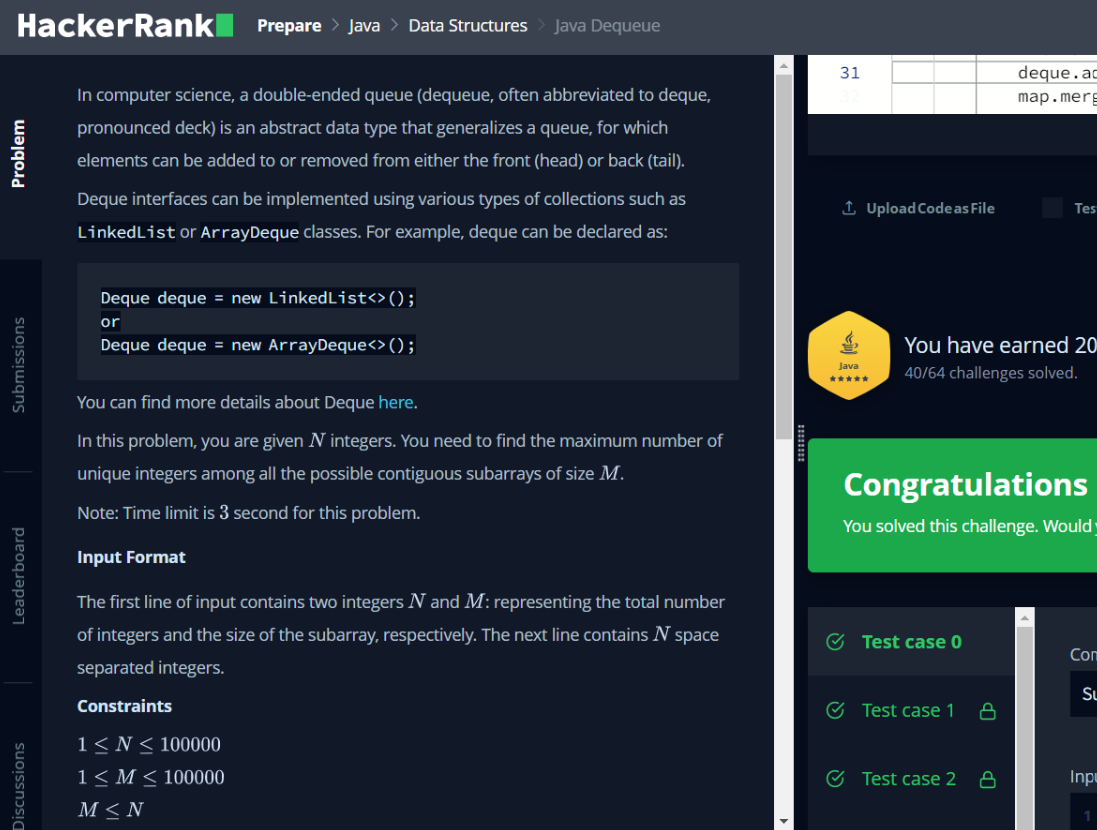 HackerRank
Prepare > Java > Data Structures > Java Dequeue
Problem
Submissions
Leaderboard
Discussions
In computer science, a double-ended queue (dequeue, often abbreviated to deque,
pronounced deck) is an abstract data type that generalizes a queue, for which
elements can be added to or removed from either the front (head) or back (tail).
Deque interfaces can be implemented using various types of collections such as
LinkedList or ArrayDeque classes. For example, deque can be declared as:
Deque deque = new LinkedList<>();
or
Deque deque = new ArrayDeque<>();
You can find more details about Deque here.
In this problem, you are given N integers. You need to find the maximum number of
unique integers among all the possible contiguous subarrays of size M.
Note: Time limit is 3 second for this problem.
Input Format
The first line of input contains two integers N and M: representing the total number
of integers and the size of the subarray, respectively. The next line contains N space
separated integers.
Constraints
1 ≤ N ≤ 100000
1 ≤ M ≤ 100000
M ≤ N
31 deque.ad
32 map.merg
Upload Code as File
Tes
Java
You have earned 20
40/64 challenges solved.
Congratulations
You solved this challenge. Would y
Test case 0
Test case 1
Test case 2
Com
Su
Inpu
1